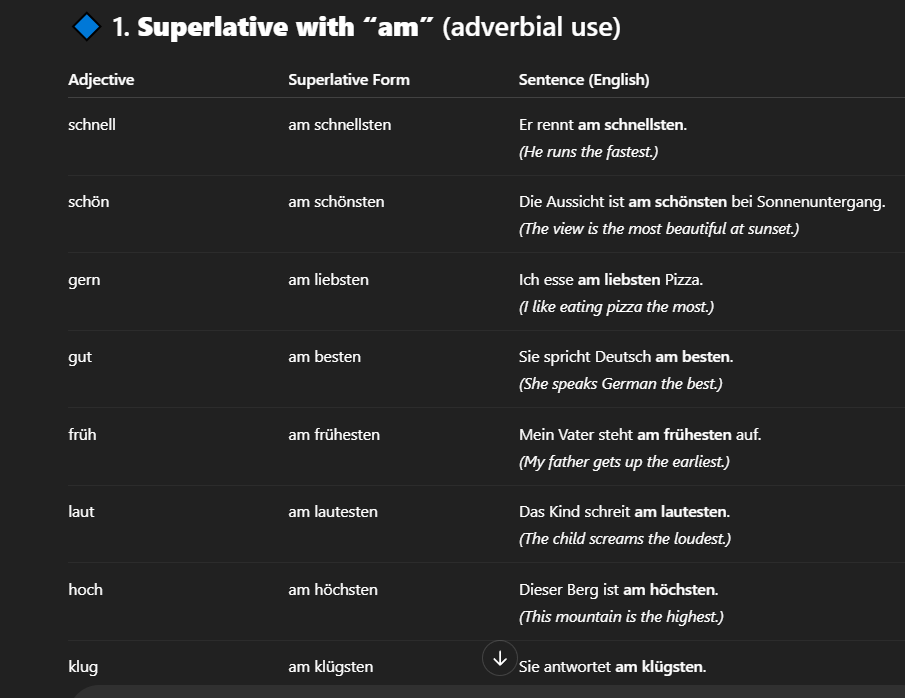 1. Superlative with “am” (adverbial use)
Adjective Superlative Form Sentence (English)
schnell am schnellsten Er rennt am schnellsten.
(He runs the fastest.)
schön am schönsten Die Aussicht ist am schönsten bei Sonnenuntergang.
(The view is the most beautiful at sunset.)
gern am liebsten Ich esse am liebsten Pizza.
(I like eating pizza the most.)
gut am besten Sie spricht Deutsch am besten.
(She speaks German the best.)
früh am frühesten Mein Vater steht am frühesten auf.
(My father gets up the earliest.)
laut am lautesten Das Kind schreit am lautesten.
(The child screams the loudest.)
hoch am höchsten Dieser Berg ist am höchsten.
(This mountain is the highest.)
klug am klügsten Sie antwortet am klügsten.